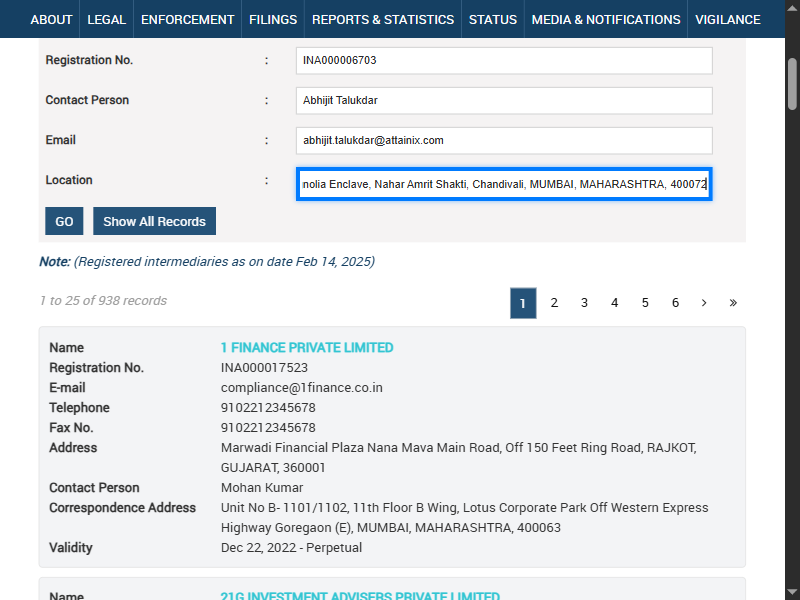 ABOUT LEGAL ENFORCEMENT FILINGS REPORTS & STATISTICS STATUS MEDIA & NOTIFICATIONS VIGILANCE
Registration No. : INA000006703
Contact Person : Abhijit Talukdar
Email : abhijit.talukdar@attainix.com
Location : nolia Enclave, Nahar Amrit Shakti, Chandivali, MUMBAI, MAHARASHTRA, 400072
GO Show All Records
Note: (Registered intermediaries as on date Feb 14, 2025)
1 to 25 of 938 records 1 2 3 4 5 6 › »
Name 1 FINANCE PRIVATE LIMITED
Registration No. INA000017523
E-mail compliance@1finance.co.in
Telephone 9102212345678
Fax No. 9102212345678
Address Marwadi Financial Plaza Nana Mava Main Road, Off 150 Feet Ring Road, RAJKOT,
GUJARAT, 360001
Contact Person Mohan Kumar
Correspondence Address Unit No B- 1101/1102, 11th Floor B Wing, Lotus Corporate Park Off Western Express
Highway Goregaon (E), MUMBAI, MAHARASHTRA, 400063
Validity Dec 22, 2022 - Perpetual
Name 21G INVESTMENT ADVISERS PRIVATE LIMITED